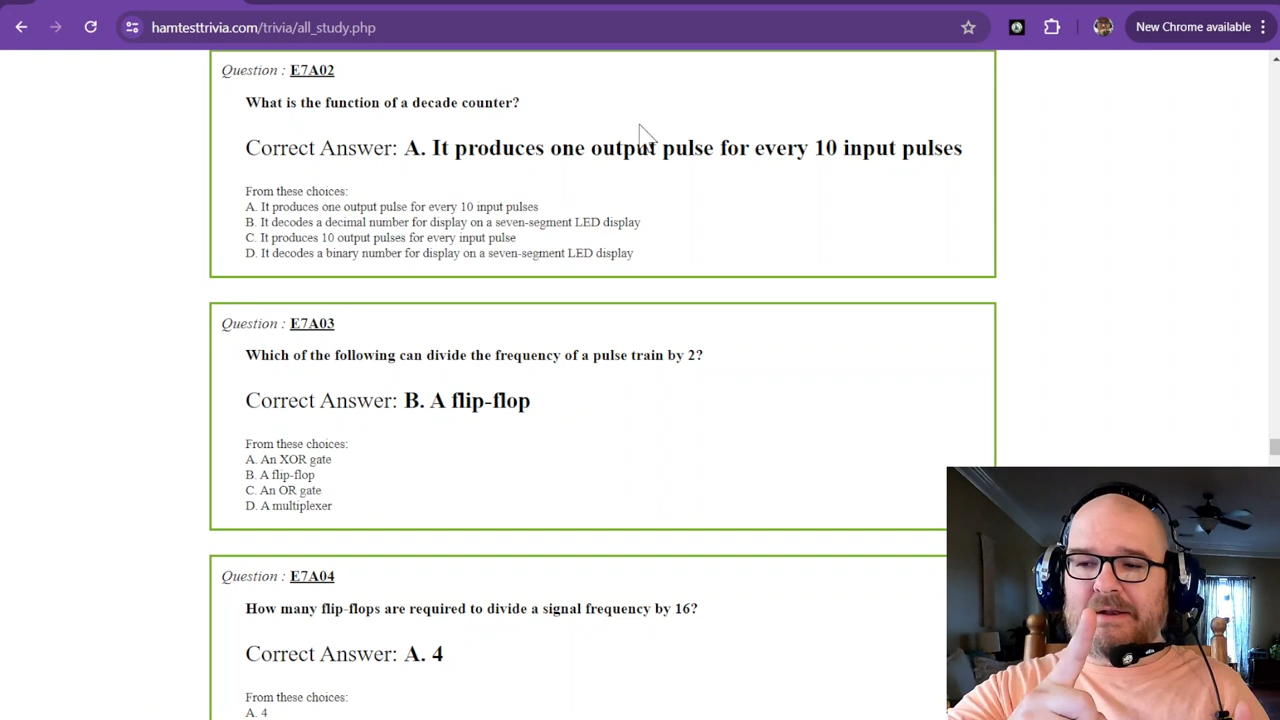 hamtesttrivia.com/trivia/all_study.php
New Chrome available
Question : E7A02
What is the function of a decade counter?
Correct Answer: A. It produces one output pulse for every 10 input pulses
From these choices:
A. It produces one output pulse for every 10 input pulses
B. It decodes a decimal number for display on a seven-segment LED display
C. It produces 10 output pulses for every input pulse
D. It decodes a binary number for display on a seven-segment LED display
Question : E7A03
Which of the following can divide the frequency of a pulse train by 2?
Correct Answer: B. A flip-flop
From these choices:
A. An XOR gate
B. A flip-flop
C. An OR gate
D. A multiplexer
Question : E7A04
How many flip-flops are required to divide a signal frequency by 16?
Correct Answer: A. 4
From these choices:
A. 4